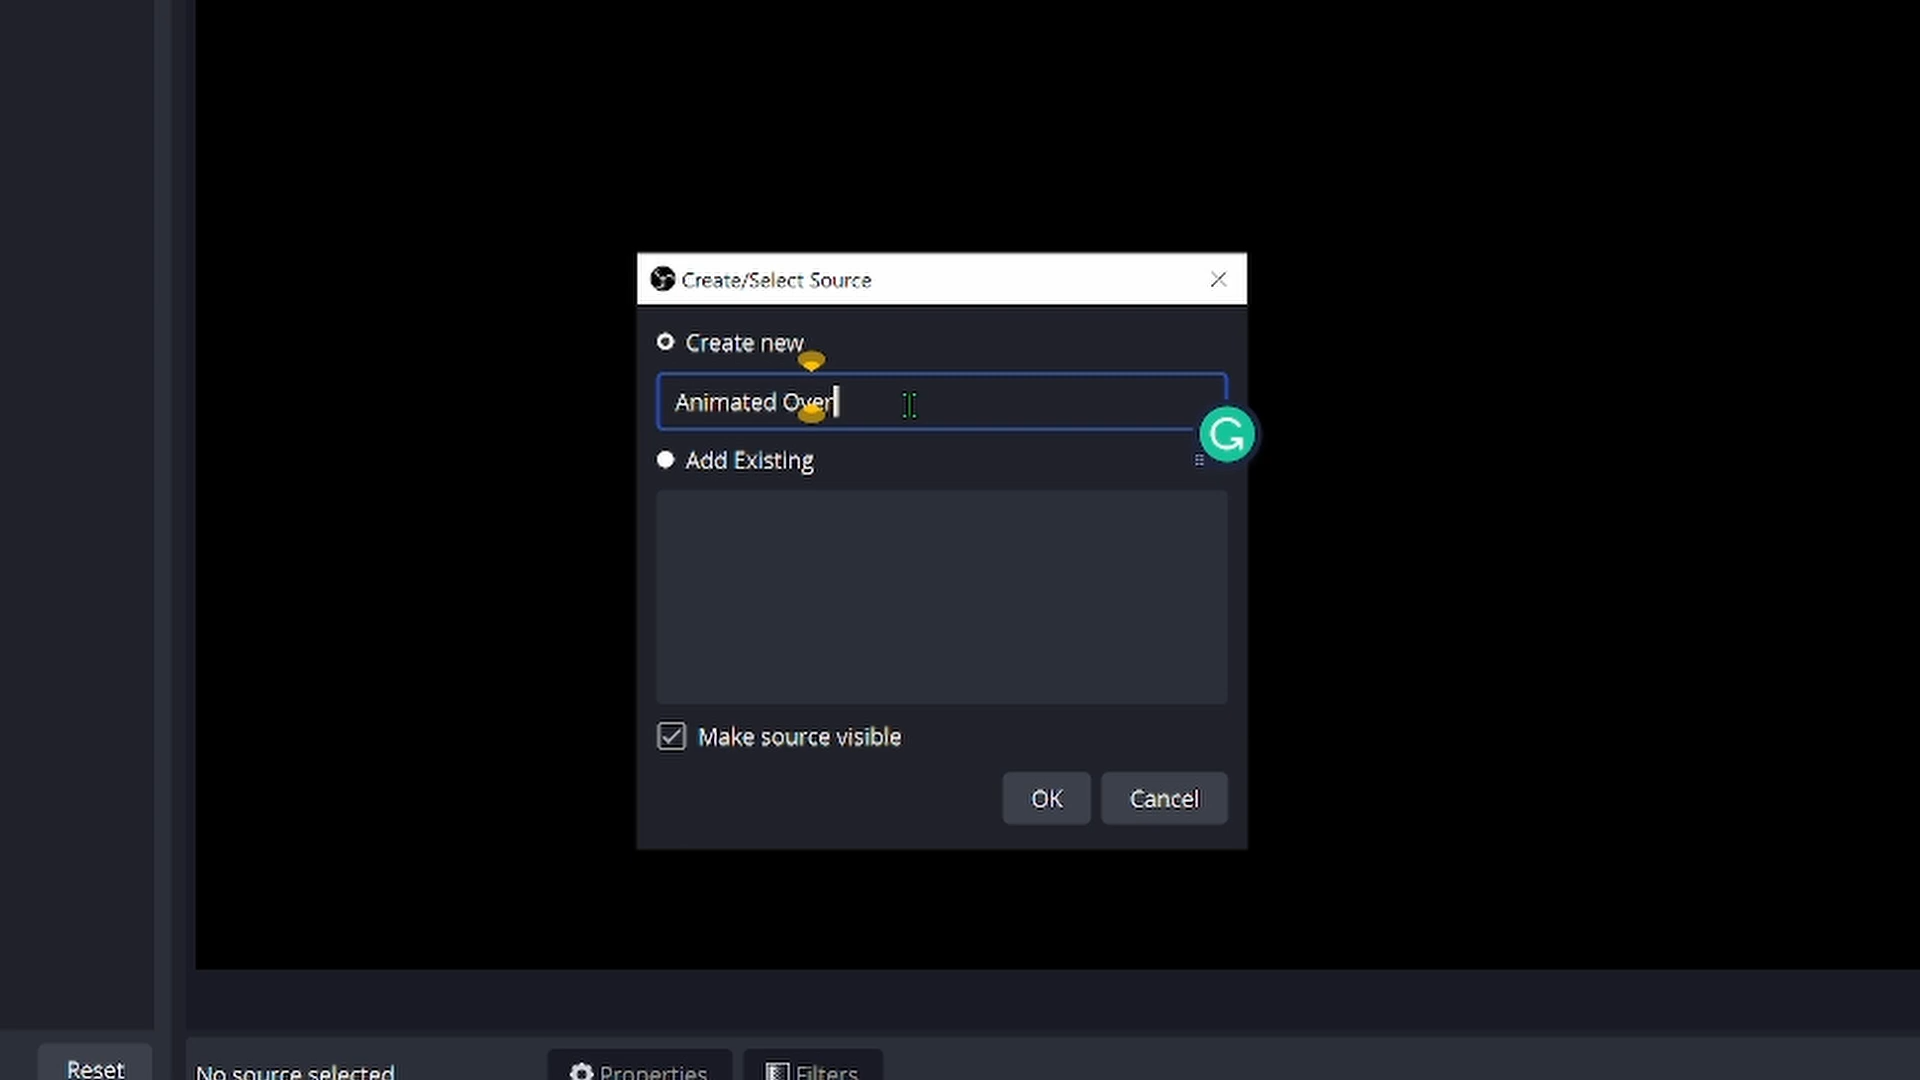 Create/Select Source
Create new
Animated Over
Add Existing
Make source visible
OK Cancel
Reset No source selected Properties Filters